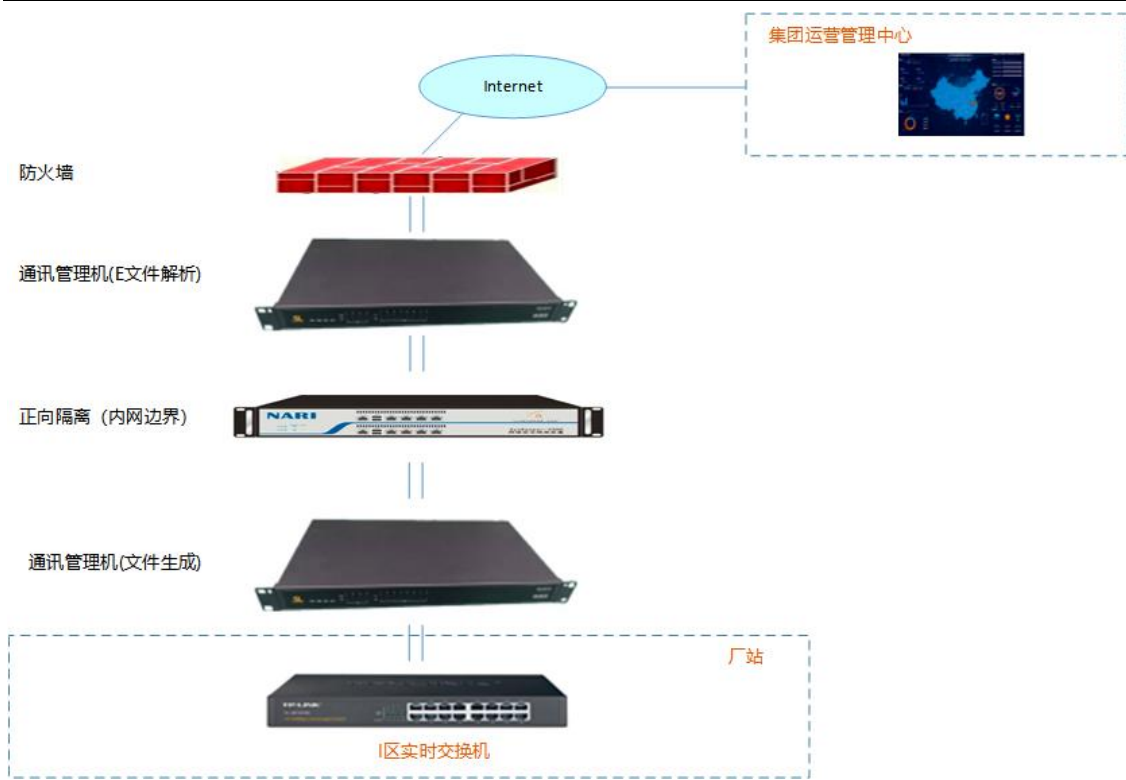 集团运营管理中心
Internet
防火墙
通讯管理机(E文件解析)
正向隔离（内网边界）
NARI
通讯管理机(文件生成)
厂站
TP-LINK
I区实时交换机